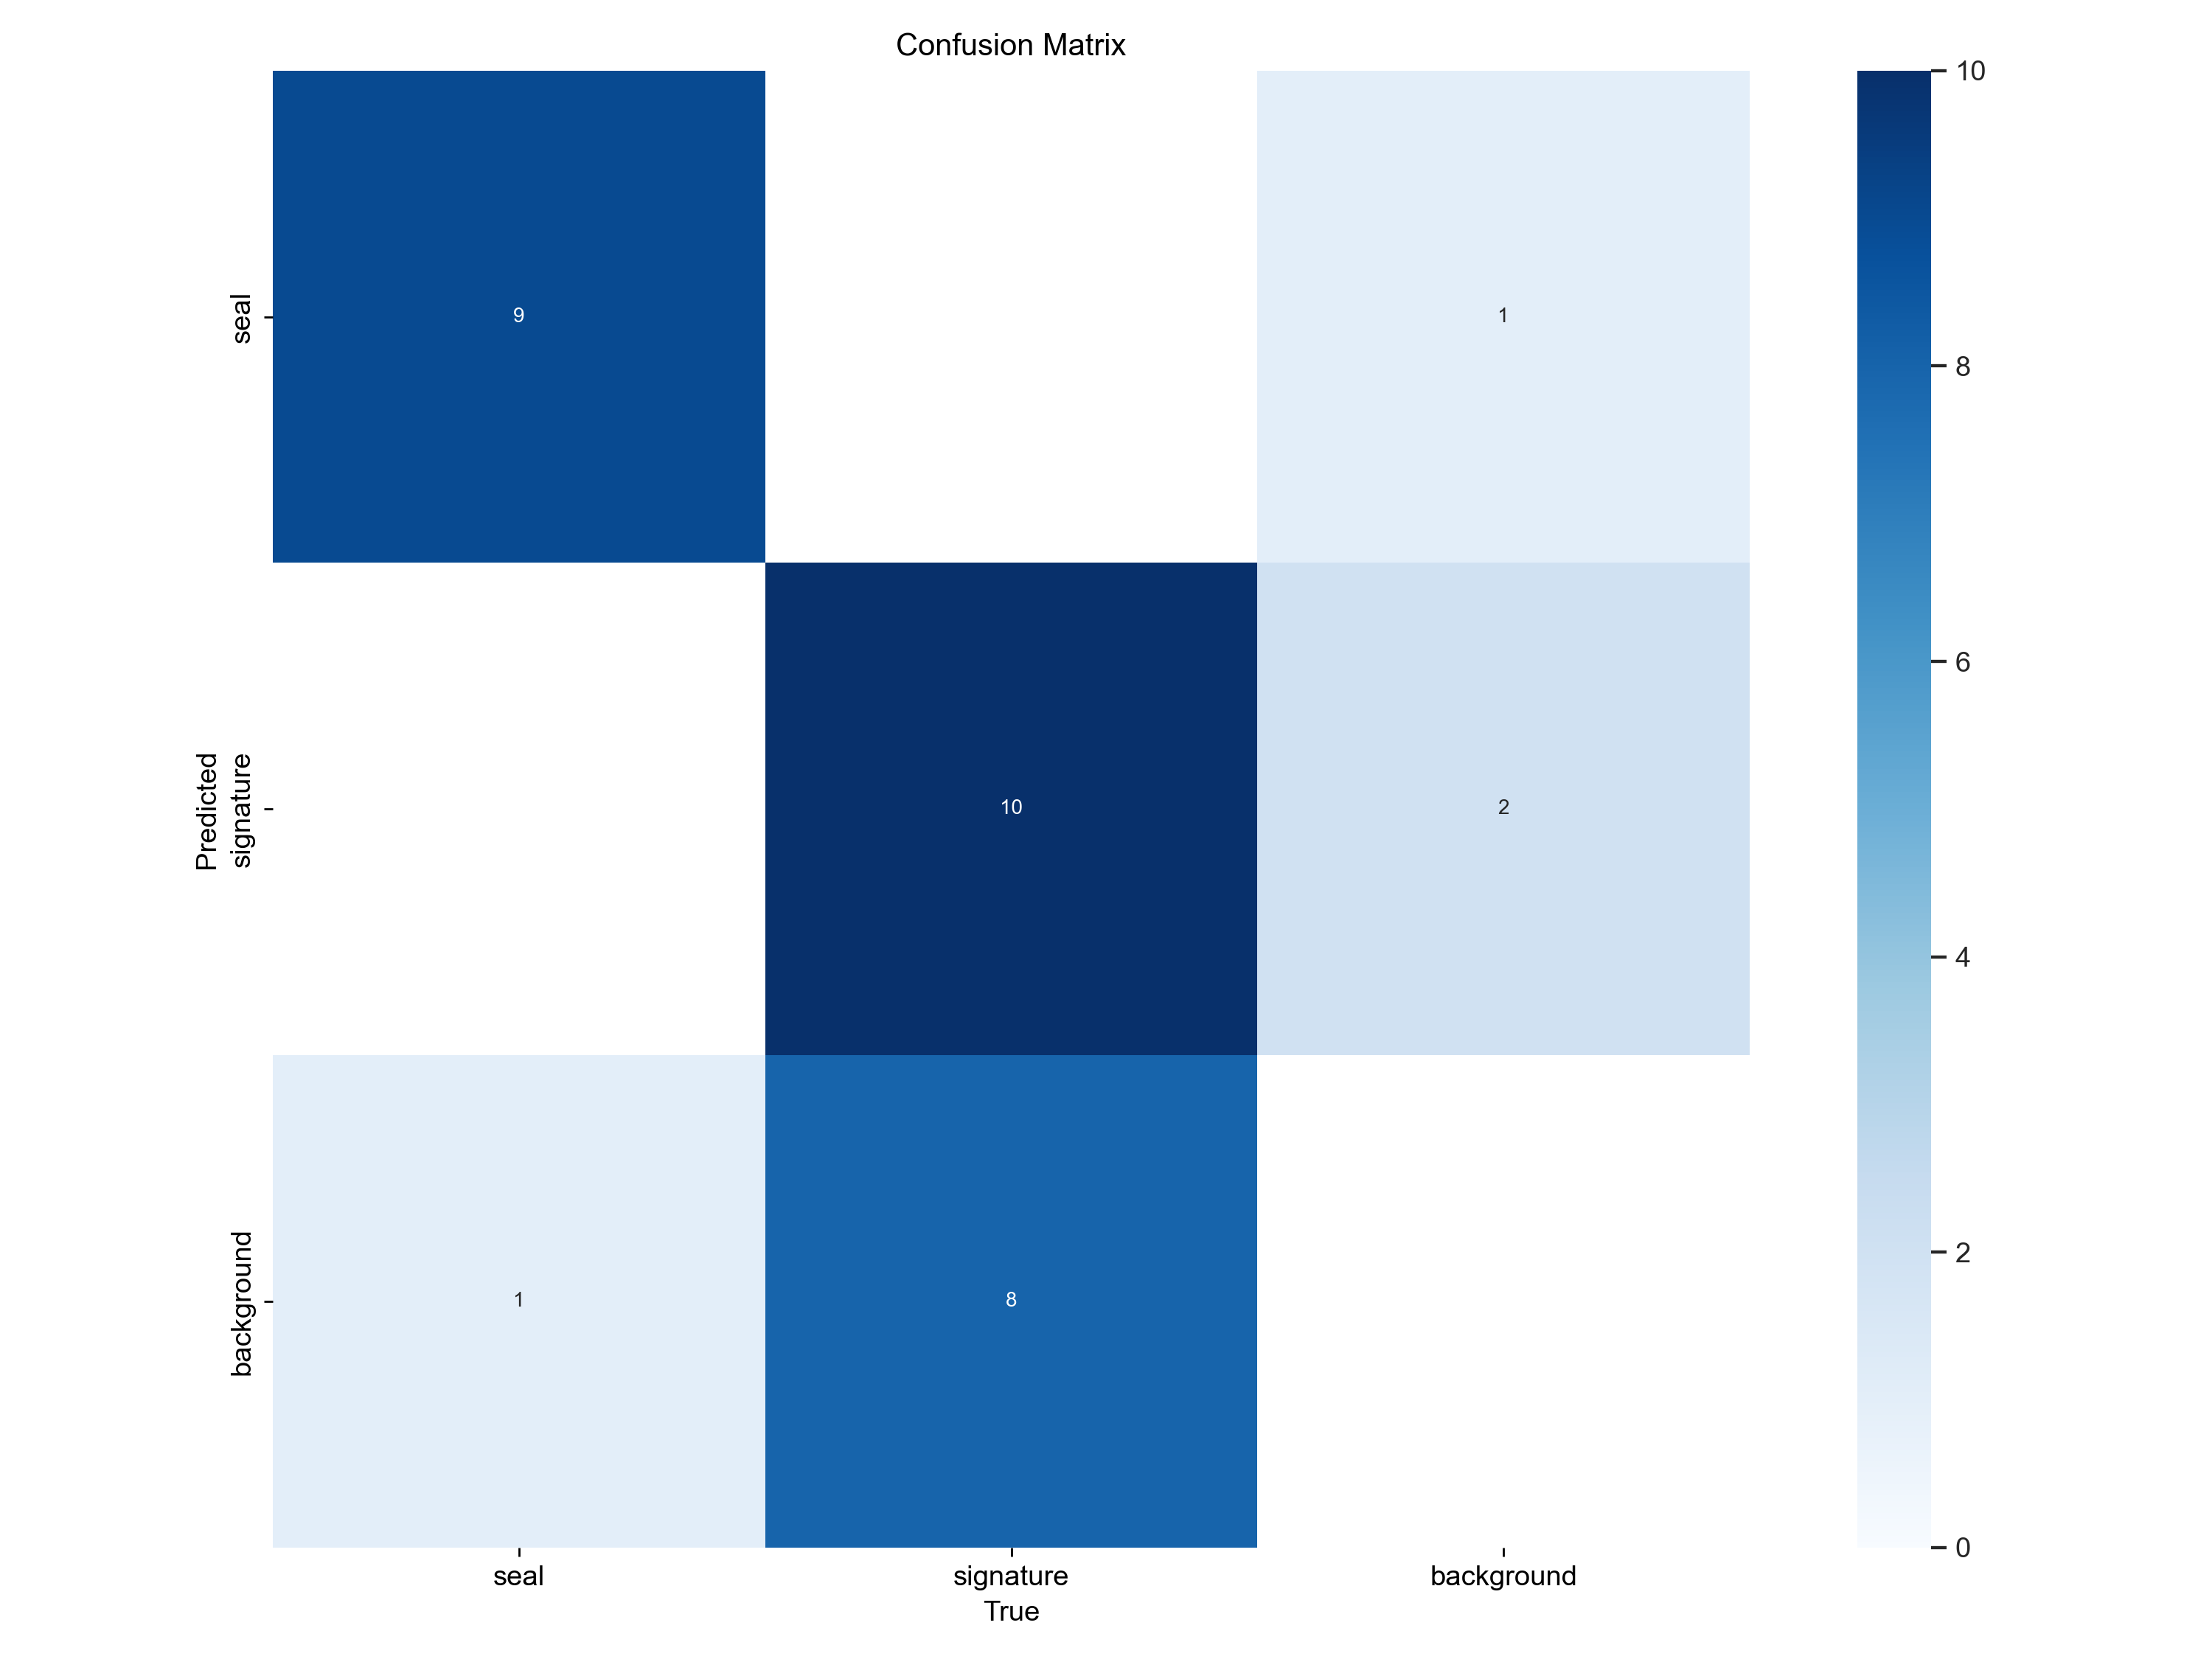 Confusion Matrix
10
seal
9
1
8
6
Predicted
signature
10
2
4
background
1
8
2
0
seal
signature
background
True